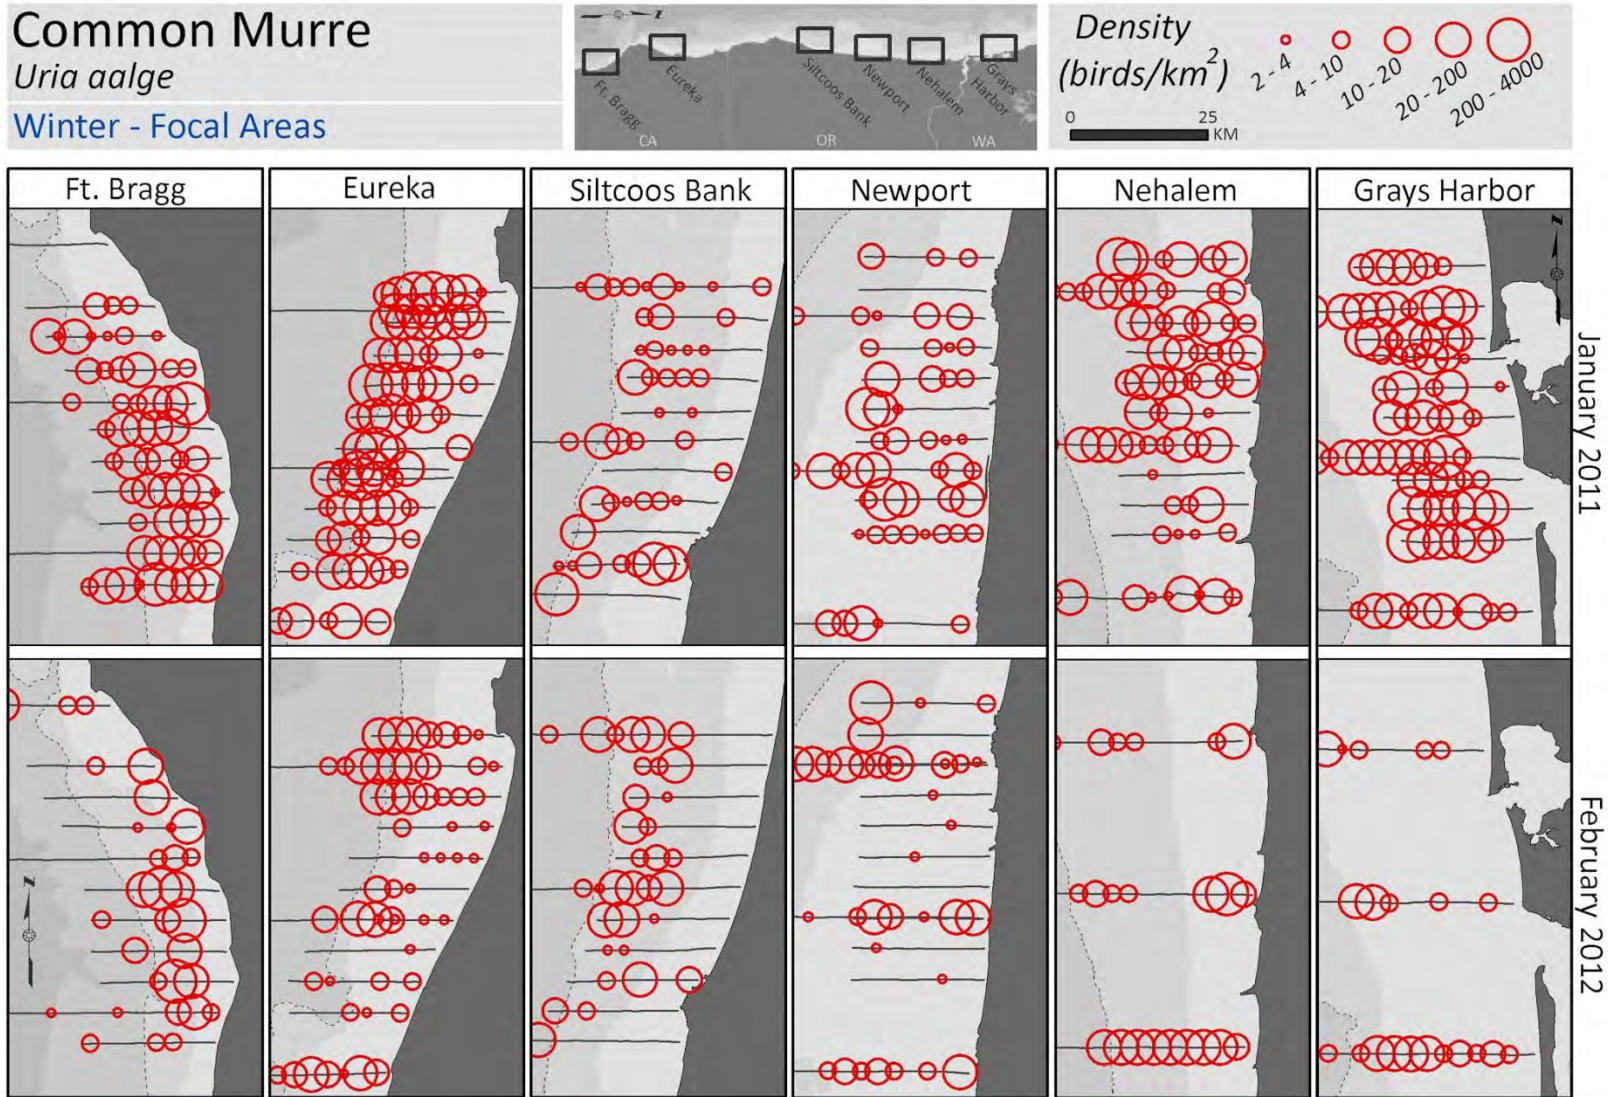 Common Murre
Uria aalge
Winter - Focal Areas
Z
Ft. Bragg
Eureka
Siltcoos Bank
Newport
Nehalem
Grays
Harbor
CA
OR
WA
Density
(birds/km²)
2 - 4
4 - 10
10 - 20
20 - 200
200 - 4000
0
25
KM
Ft. Bragg
Eureka
Siltcoos Bank
Newport
Nehalem
Grays Harbor
Z
January 2011
Z
February 2012